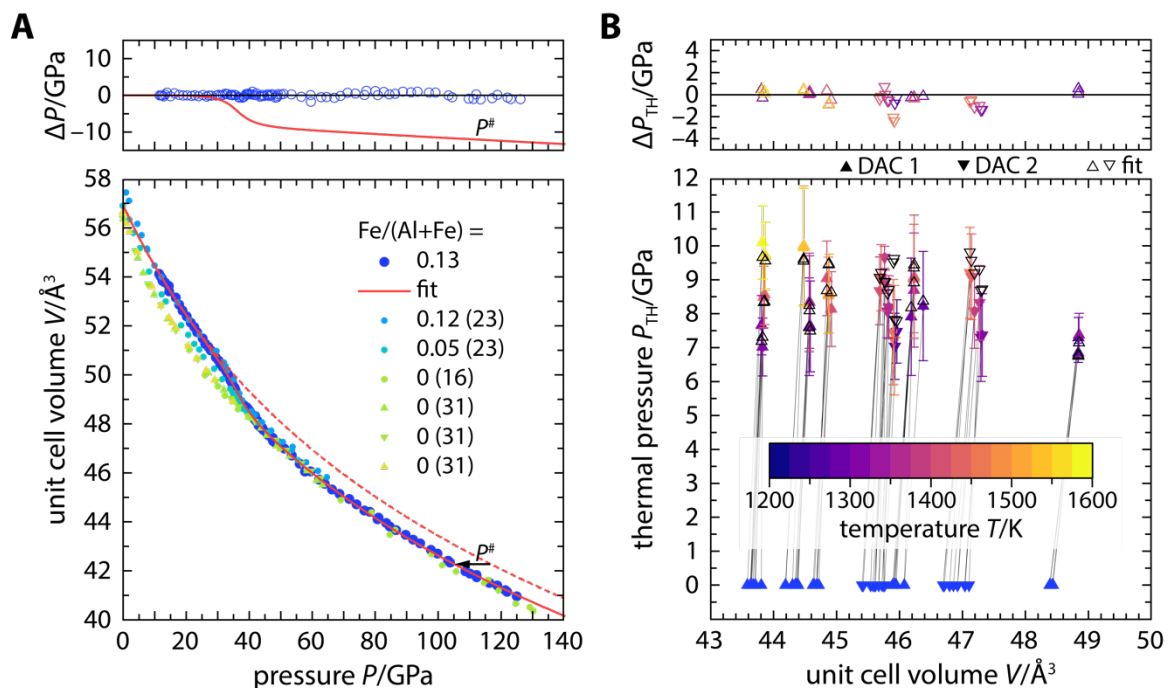 A
ΔP/GPa
10
0
−10
P#
unit cell volume V/Å³
58
56
54
52
50
48
46
44
42
40
Fe/(Al+Fe) =
0.13
fit
0.12 (23)
0.05 (23)
0 (16)
0 (31)
0 (31)
0 (31)
P#
0 20 40 60 80 100 120 140
pressure P/GPa
B
ΔP_TH/GPa
4
2
0
−2
−4
DAC 1 DAC 2 fit
thermal pressure P_TH/GPa
12
11
10
9
8
7
6
5
4
3
2
1
0
1200 1300 1400 1500 1600
temperature T/K
43 44 45 46 47 48 49 50
unit cell volume V/Å³